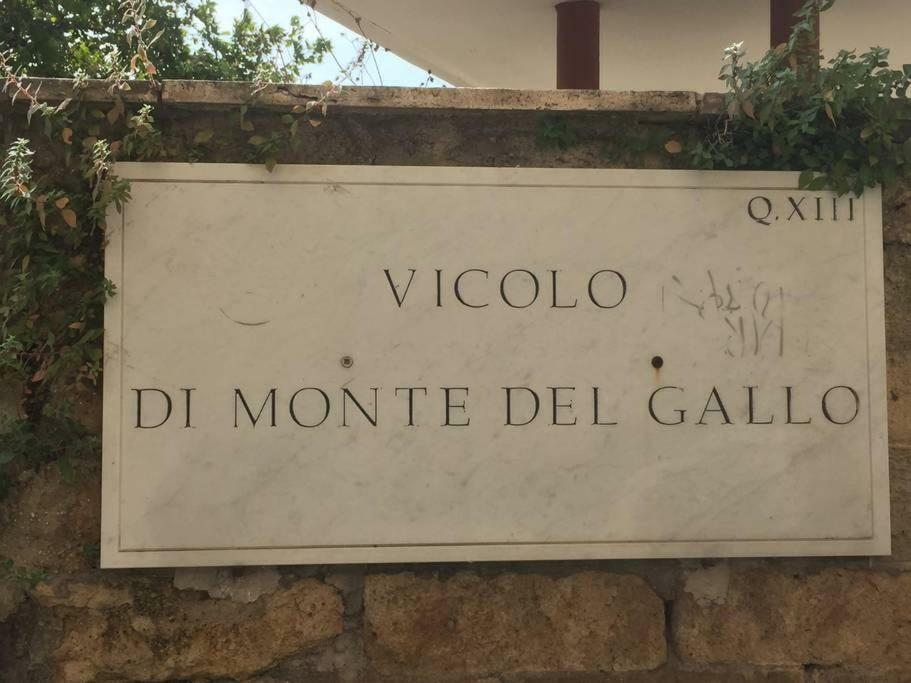 Q. XIII
VICOLO
DI MONTE DEL GALLO